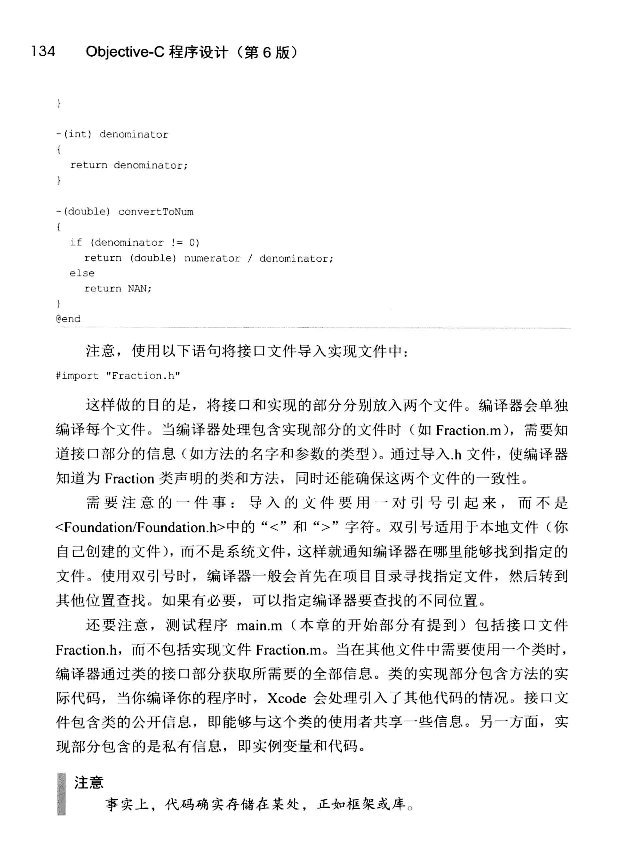 134 Objective-C 程序设计（第 6 版）
}
-(int) denominator
{
return denominator;
}
-(double) convertToNum
{
if (denominator != 0)
return (double) numerator / denominator;
else
return NAN;
}
@end
注意，使用以下语句将接口文件导入实现文件中：
#import "Fraction.h"
这样做的目的是，将接口和实现的部分分别放入两个文件。编译器会单独
编译每个文件。当编译器处理包含实现部分的文件时（如 Fraction.m），需要知
道接口部分的信息（如方法的名字和参数的类型）。通过导入.h 文件，使编译器
知道为 Fraction 类声明的类和方法，同时还能确保这两个文件的一致性。
需要注意的一件事：导入的文件要用一对引号引起来，而不是
<Foundation/Foundation.h>中的“<”和“>”字符。双引号适用于本地文件（你
自己创建的文件），而不是系统文件，这样就通知编译器在哪里能够找到指定的
文件。使用双引号时，编译器一般会首先在项目目录寻找指定文件，然后转到
其他位置查找。如果有必要，可以指定编译器要查找的不同位置。
还要注意，测试程序 main.m（本章的开始部分有提到）包括接口文件
Fraction.h，而不包括实现文件 Fraction.m。当在其他文件中需要使用一个类时，
编译器通过类的接口部分获取所需要的全部信息。类的实现部分包含方法的实
际代码，当你编译你的程序时，Xcode 会处理引入了其他代码的情况。接口文
件包含类的公开信息，即能够与这个类的使用者共享一些信息。另一方面，实
现部分包含的是私有信息，即实例变量和代码。
注意
事实上，代码确实存储在某处，正如框架或库。